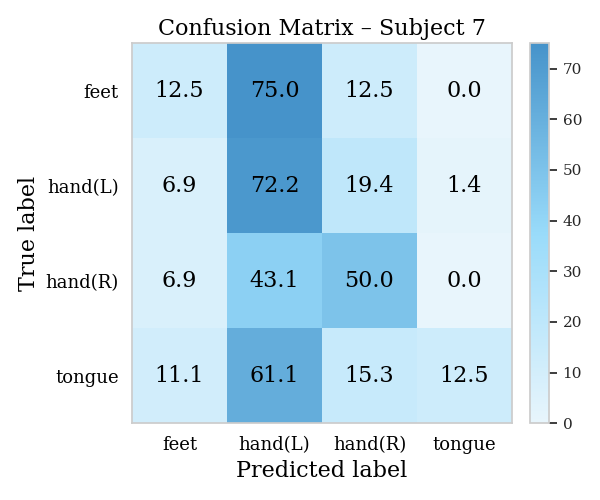 Confusion Matrix – Subject 7
True label
feet 12.5 75.0 12.5 0.0
hand(L) 6.9 72.2 19.4 1.4
hand(R) 6.9 43.1 50.0 0.0
tongue 11.1 61.1 15.3 12.5
feet hand(L) hand(R) tongue
Predicted label
70
60
50
40
30
20
10
0